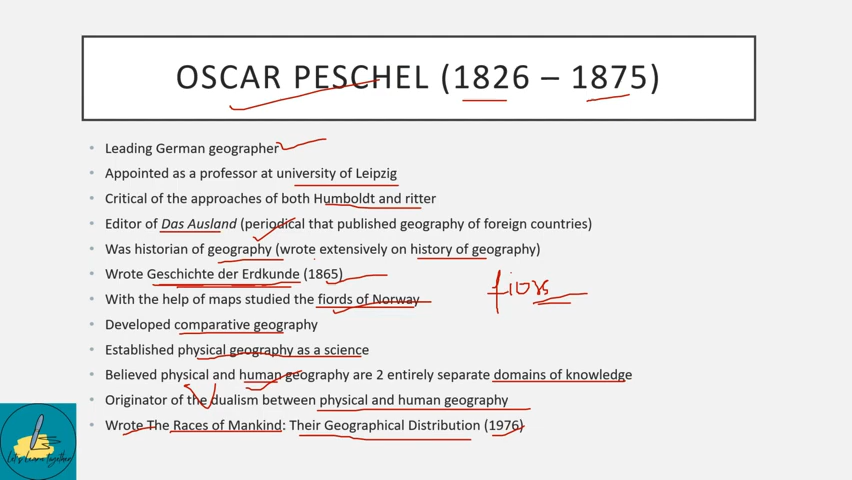 OSCAR PESCHEL (1826 – 1875)
• Leading German geographer
• Appointed as a professor at university of Leipzig
• Critical of the approaches of both Humboldt and ritter
• Editor of Das Ausland (periodical that published geography of foreign countries)
• Was historian of geography (wrote extensively on history of geography)
• Wrote Geschichte der Erdkunde (1865)
• With the help of maps studied the fiords of Norway
• Developed comparative geography
• Established physical geography as a science
• Believed physical and human geography are 2 entirely separate domains of knowledge
• Originator of the dualism between physical and human geography
• Wrote The Races of Mankind: Their Geographical Distribution (1976)
Let's learn together